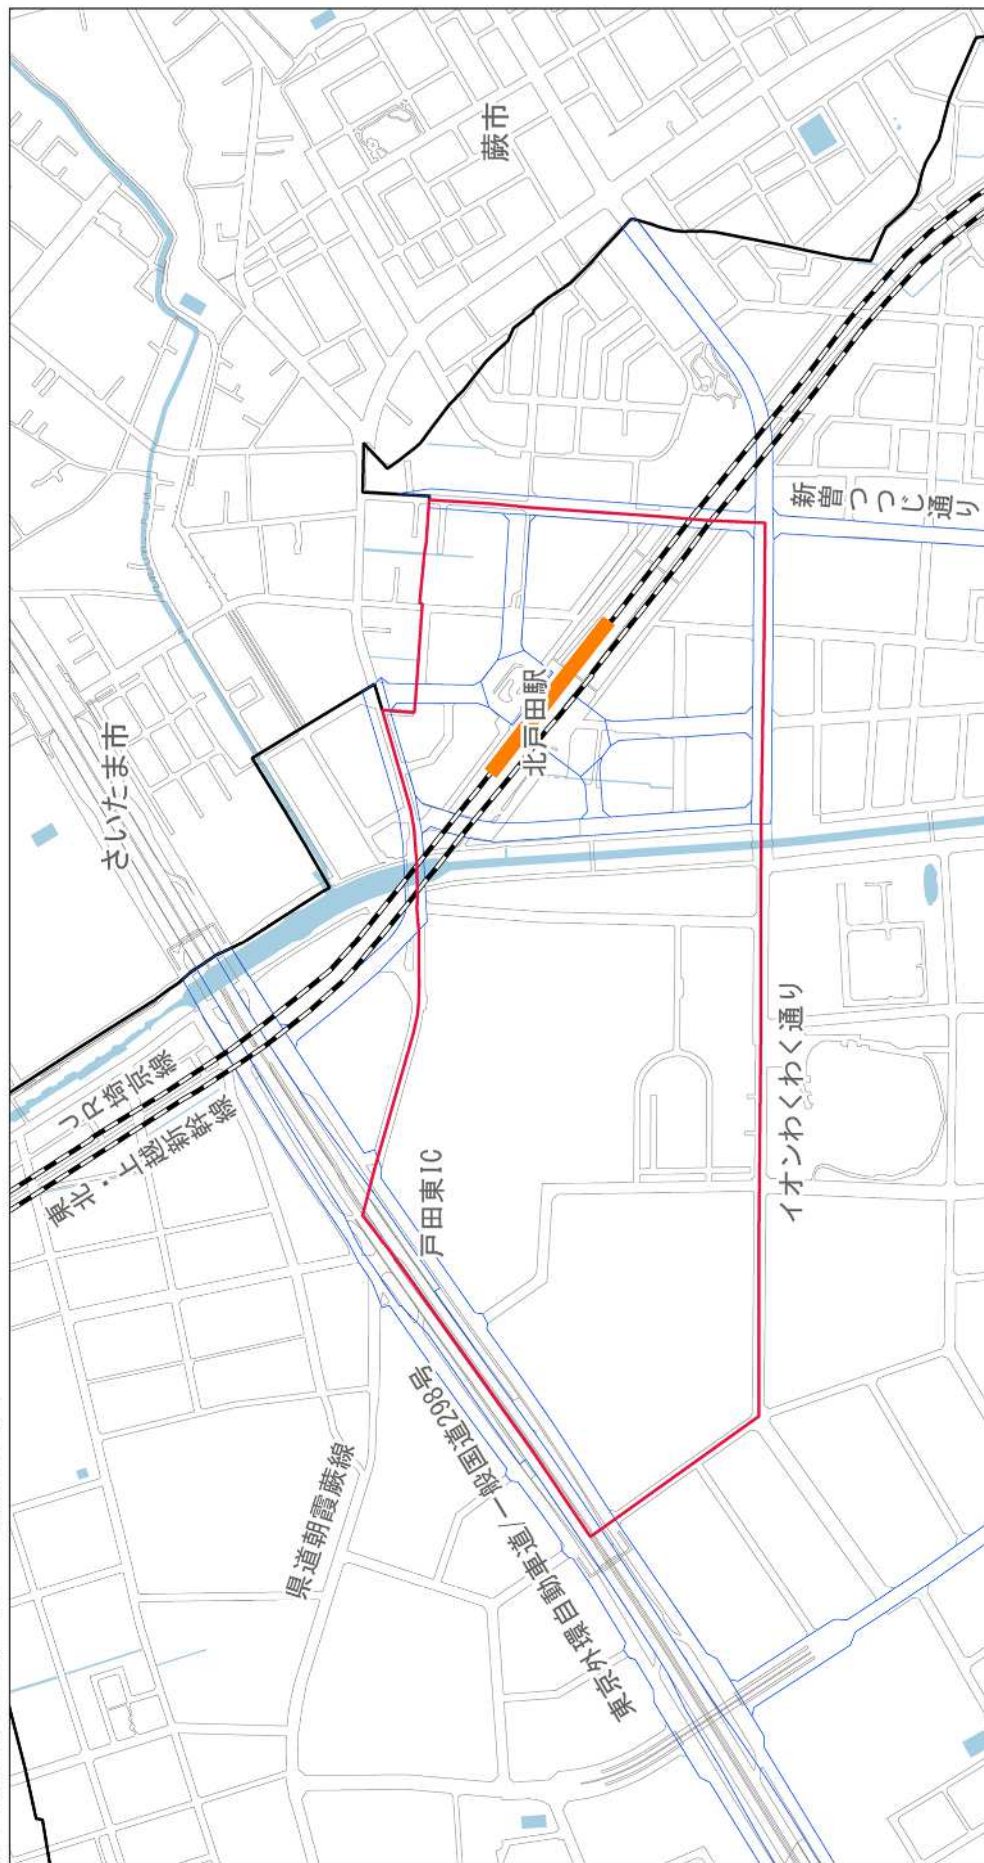 さいたま市
蕨市
JR埼京線
東北・上越新幹線
北戸田駅
新曽つつじ通り
戸田東IC
県道朝霞蕨線
東京外環自動車道/一般国道298号
イオンわくわく通り